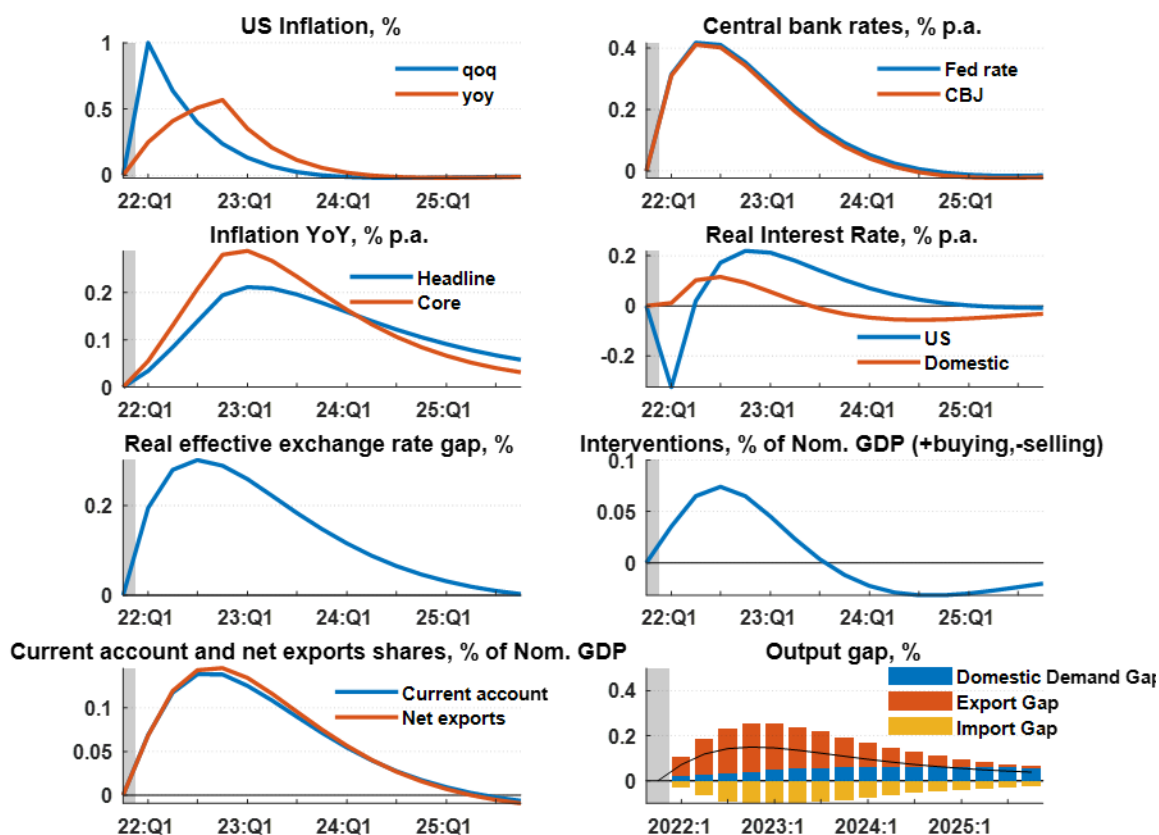 US Inflation, %
1
0.5
0
qoq
yoy
22:Q1 23:Q1 24:Q1 25:Q1
Central bank rates, % p.a.
0.4
0.2
0
Fed rate
CBJ
22:Q1 23:Q1 24:Q1 25:Q1
Inflation YoY, % p.a.
0.2
0.1
0
Headline
Core
22:Q1 23:Q1 24:Q1 25:Q1
Real Interest Rate, % p.a.
0.2
0
-0.2
US
Domestic
22:Q1 23:Q1 24:Q1 25:Q1
Real effective exchange rate gap, %
0.2
0
22:Q1 23:Q1 24:Q1 25:Q1
Interventions, % of Nom. GDP (+buying,-selling)
0.1
0.05
0
22:Q1 23:Q1 24:Q1 25:Q1
Current account and net exports shares, % of Nom. GDP
0.1
0.05
0
Current account
Net exports
22:Q1 23:Q1 24:Q1 25:Q1
Output gap, %
0.4
0.2
0
Domestic Demand Gap
Export Gap
Import Gap
2022:1 2023:1 2024:1 2025:1